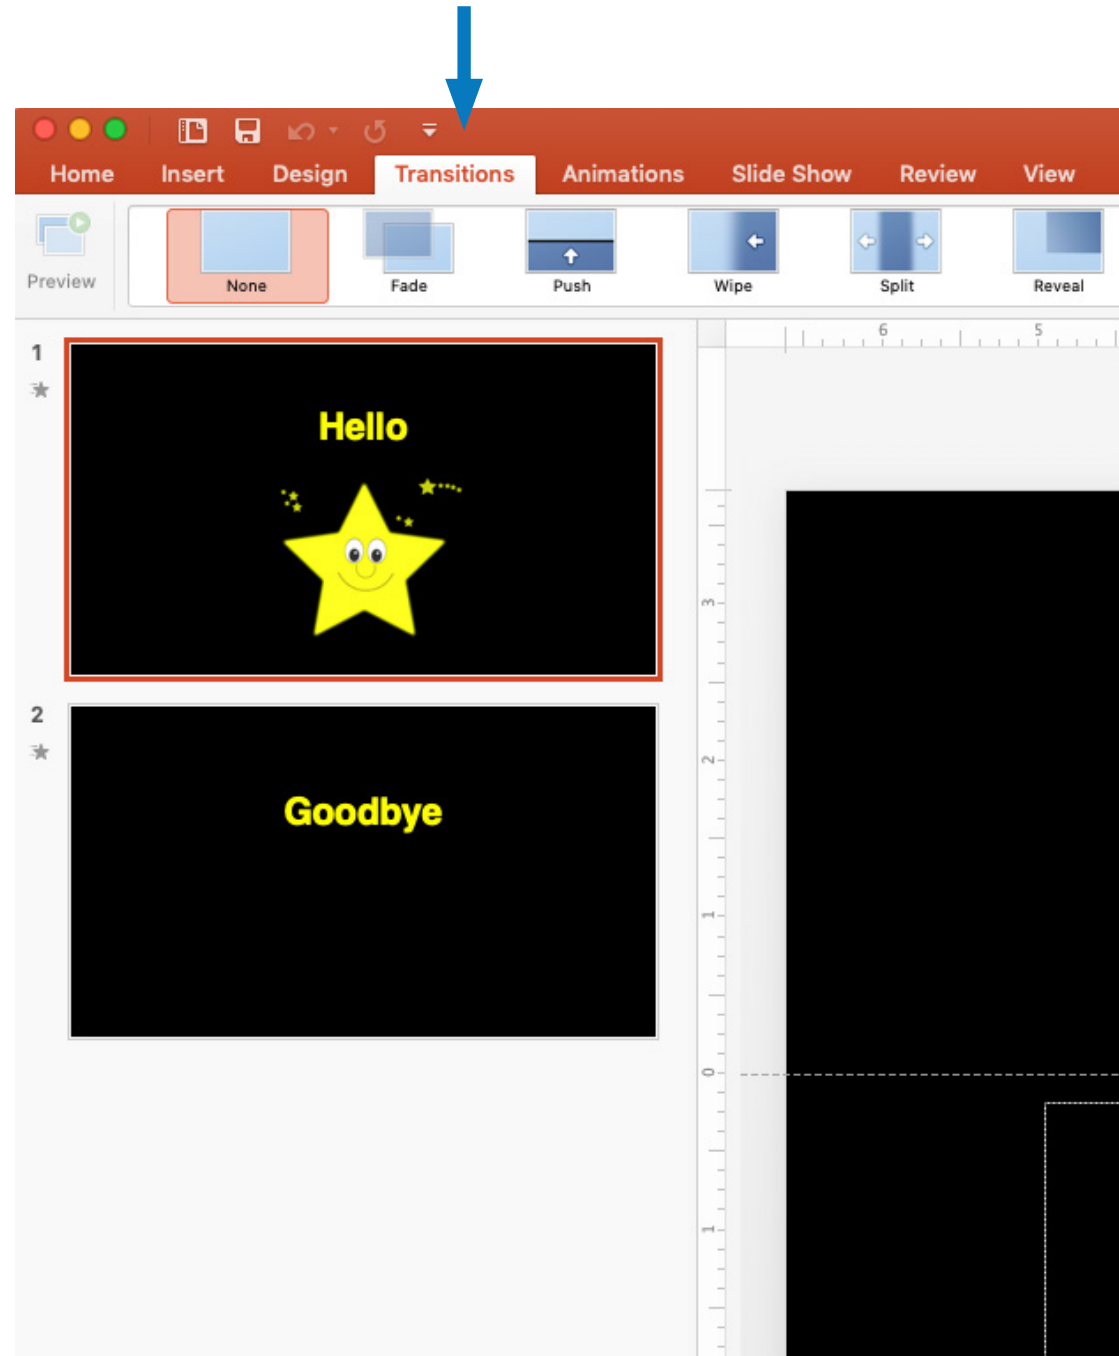 Home Insert Design Transitions Animations Slide Show Review View
Preview None Fade Push Wipe Split Reveal
6 5
1
Hello
3
2
Goodbye
2
1
0
1